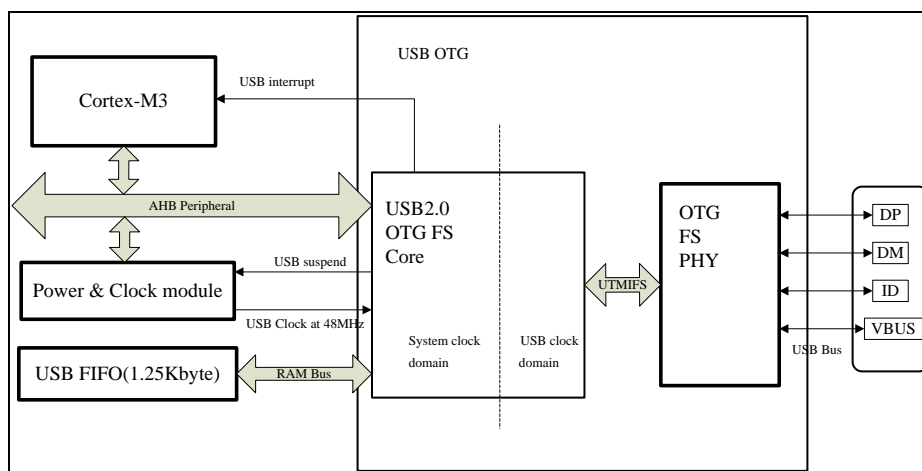 USB OTG
USB interrupt
Cortex-M3
AHB Peripheral
USB2.0
OTG FS
Core
OTG
FS
PHY
DP
DM
ID
VBUS
USB Bus
UTMIFS
USB suspend
Power & Clock module
USB Clock at 48MHz
System clock
domain
USB clock
domain
USB FIFO(1.25Kbyte)
RAM Bus